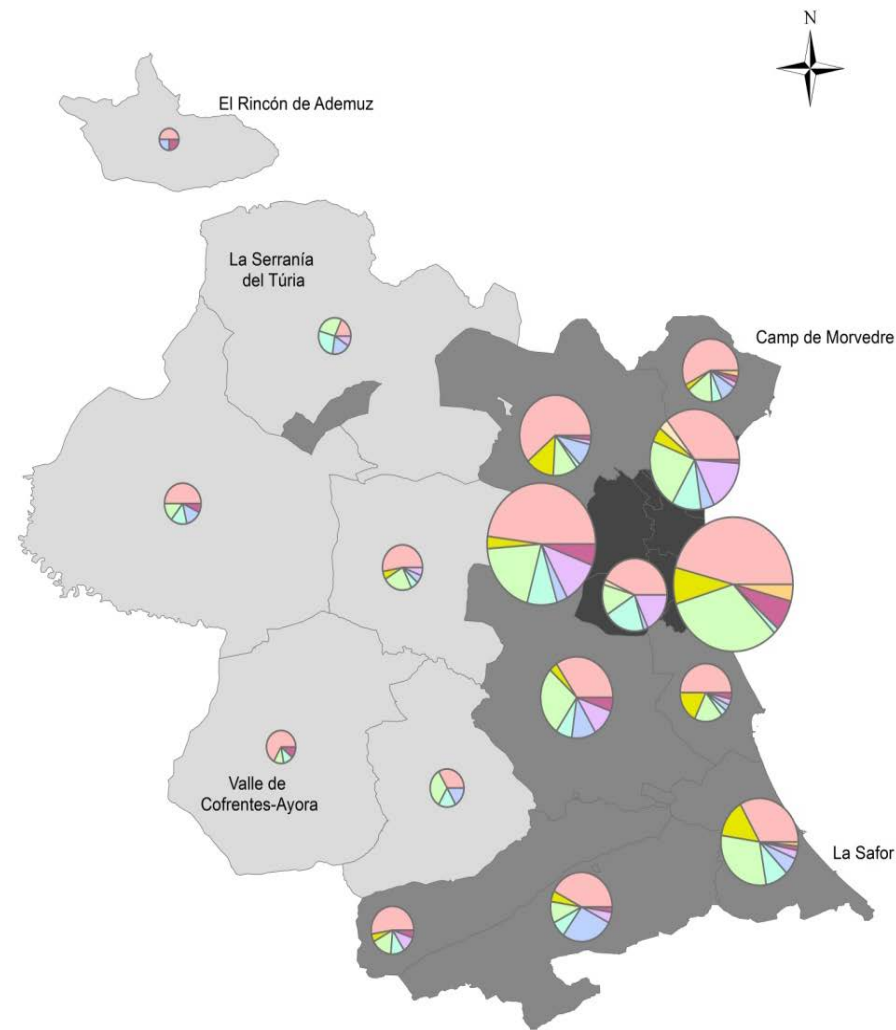 N
El Rincón de Ademuz
La Serranía
del Túria
Camp de Morvedre
Valle de
Cofrentes-Ayora
La Safor